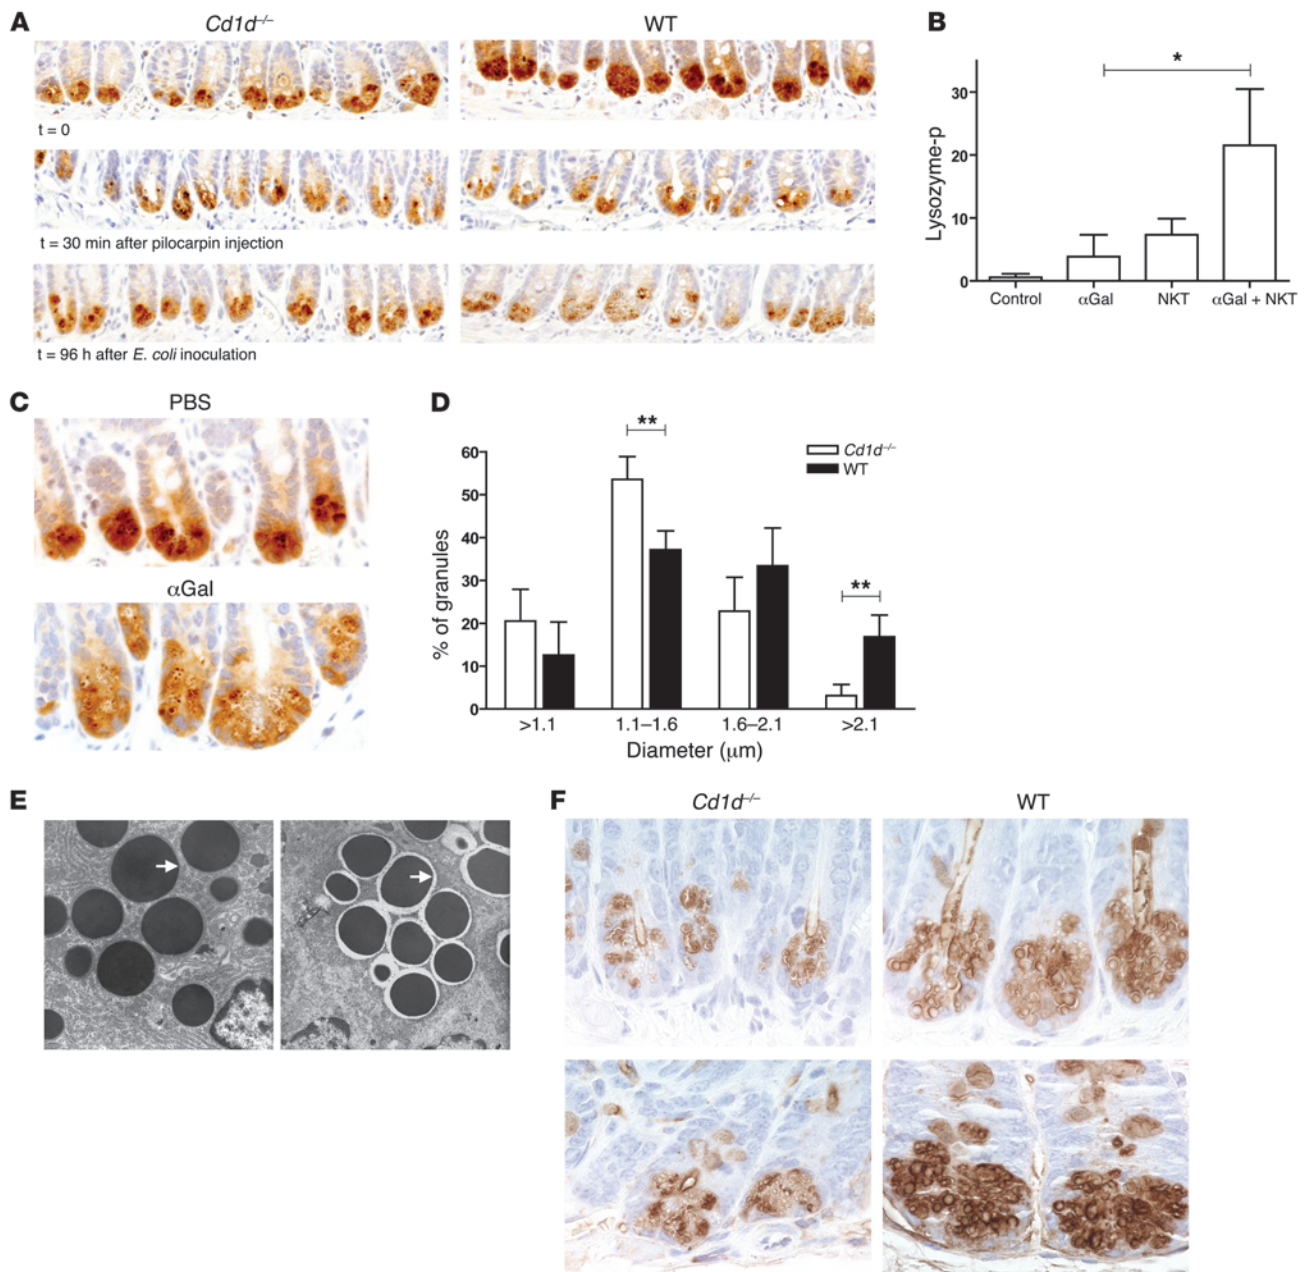 A
Cd1d–/–
WT
t = 0
t = 30 min after pilocarpin injection
t = 96 h after E. coli inoculation
B
*
30
20
10
0
Lysozyme-p
Control
αGal
NKT
αGal + NKT
C
PBS
αGal
D
**
**
Cd1d–/–
WT
60
50
40
30
20
10
0
% of granules
>1.1
1.1–1.6
1.6–2.1
>2.1
Diameter (μm)
E
F
Cd1d–/–
WT